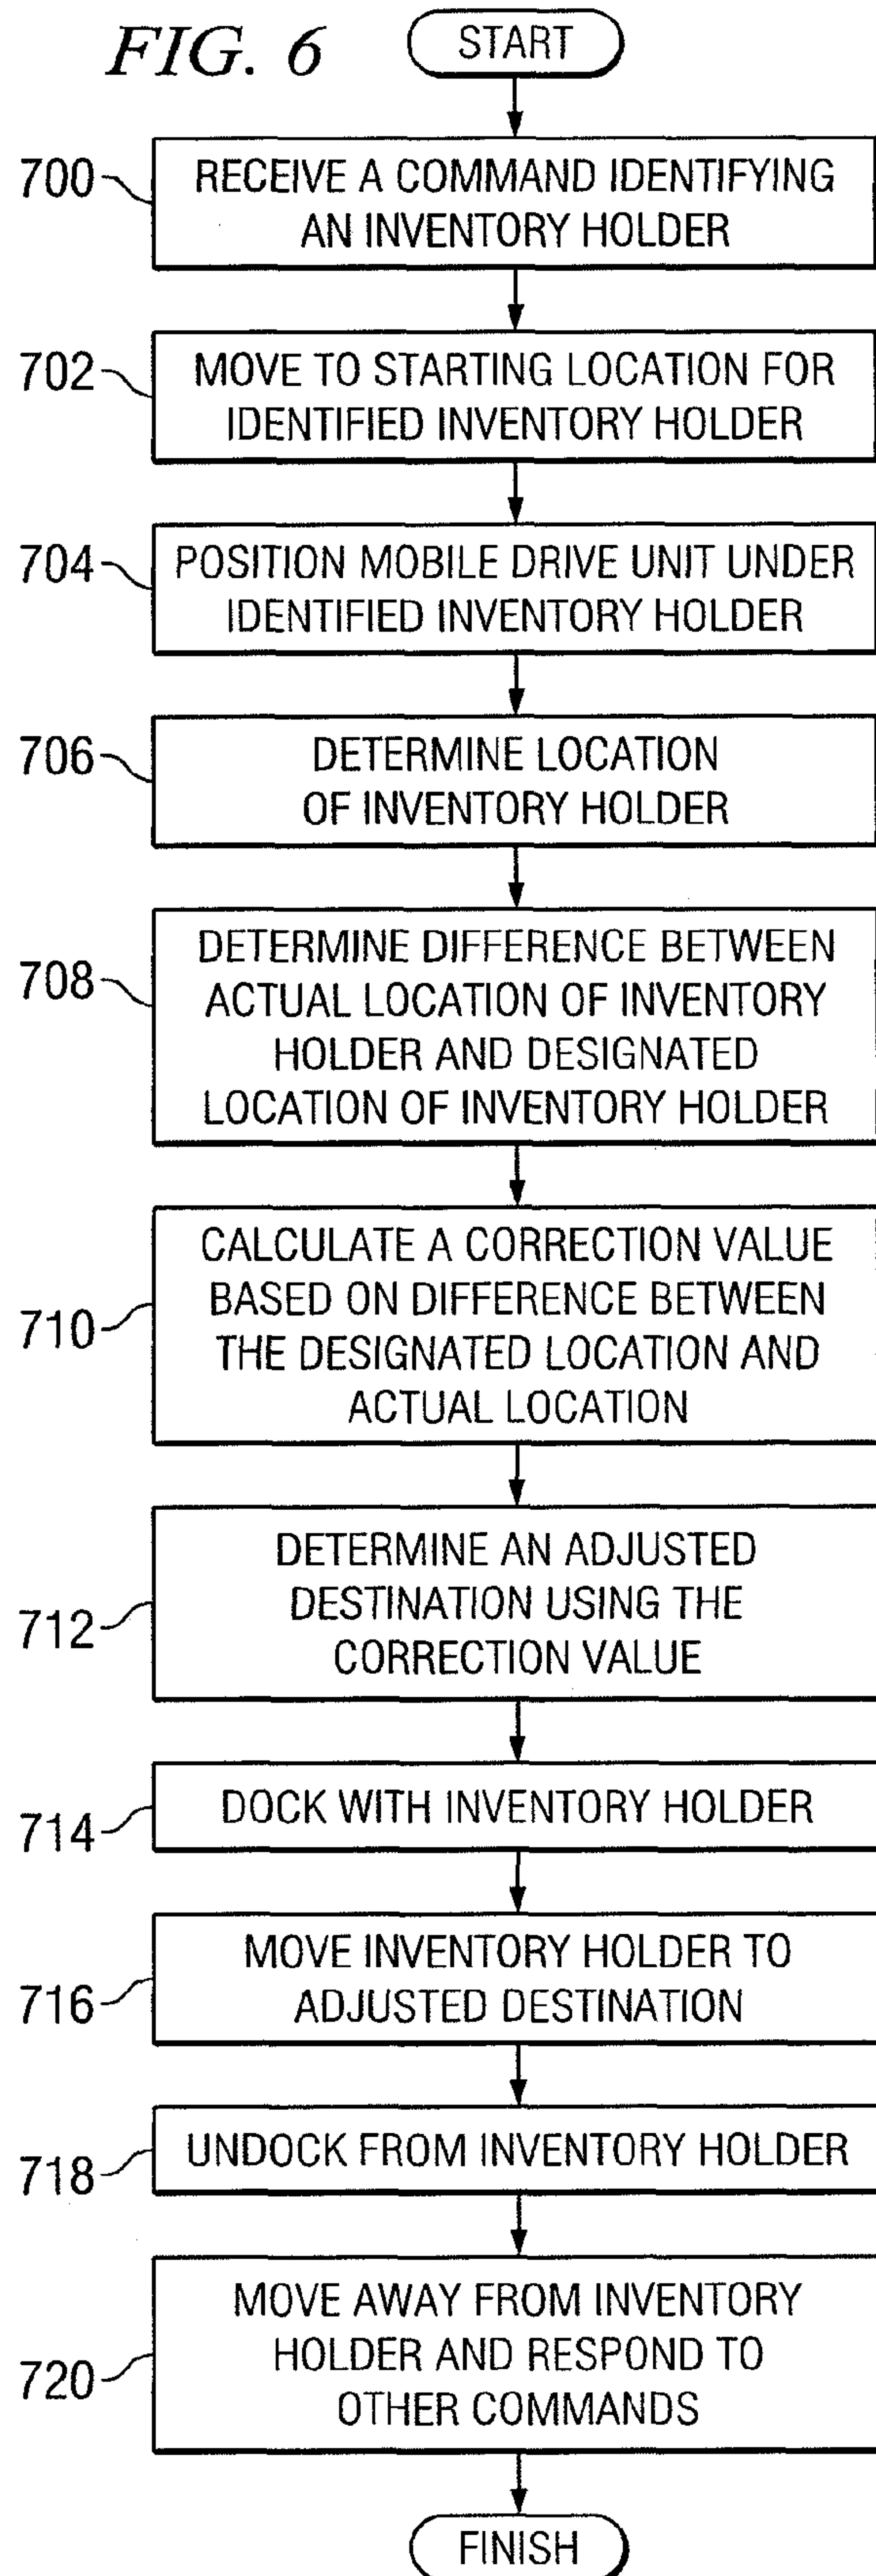 FIG. 6
START
700
RECEIVE A COMMAND IDENTIFYING
AN INVENTORY HOLDER
702
MOVE TO STARTING LOCATION FOR
IDENTIFIED INVENTORY HOLDER
704
POSITION MOBILE DRIVE UNIT UNDER
IDENTIFIED INVENTORY HOLDER
706
DETERMINE LOCATION
OF INVENTORY HOLDER
708
DETERMINE DIFFERENCE BETWEEN
ACTUAL LOCATION OF INVENTORY
HOLDER AND DESIGNATED
LOCATION OF INVENTORY HOLDER
710
CALCULATE A CORRECTION VALUE
BASED ON DIFFERENCE BETWEEN
THE DESIGNATED LOCATION AND
ACTUAL LOCATION
712
DETERMINE AN ADJUSTED
DESTINATION USING THE
CORRECTION VALUE
714
DOCK WITH INVENTORY HOLDER
716
MOVE INVENTORY HOLDER TO
ADJUSTED DESTINATION
718
UNDOCK FROM INVENTORY HOLDER
720
MOVE AWAY FROM INVENTORY
HOLDER AND RESPOND TO
OTHER COMMANDS
FINISH